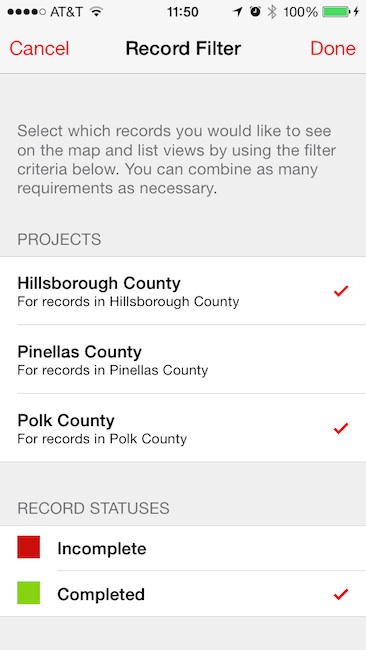 AT&T 11:50 100%
Cancel Record Filter Done
Select which records you would like to see
on the map and list views by using the filter
criteria below. You can combine as many
requirements as necessary.
PROJECTS
Hillsborough County
For records in Hillsborough County
Pinellas County
For records in Pinellas County
Polk County
For records in Polk County
RECORD STATUSES
Incomplete
Completed